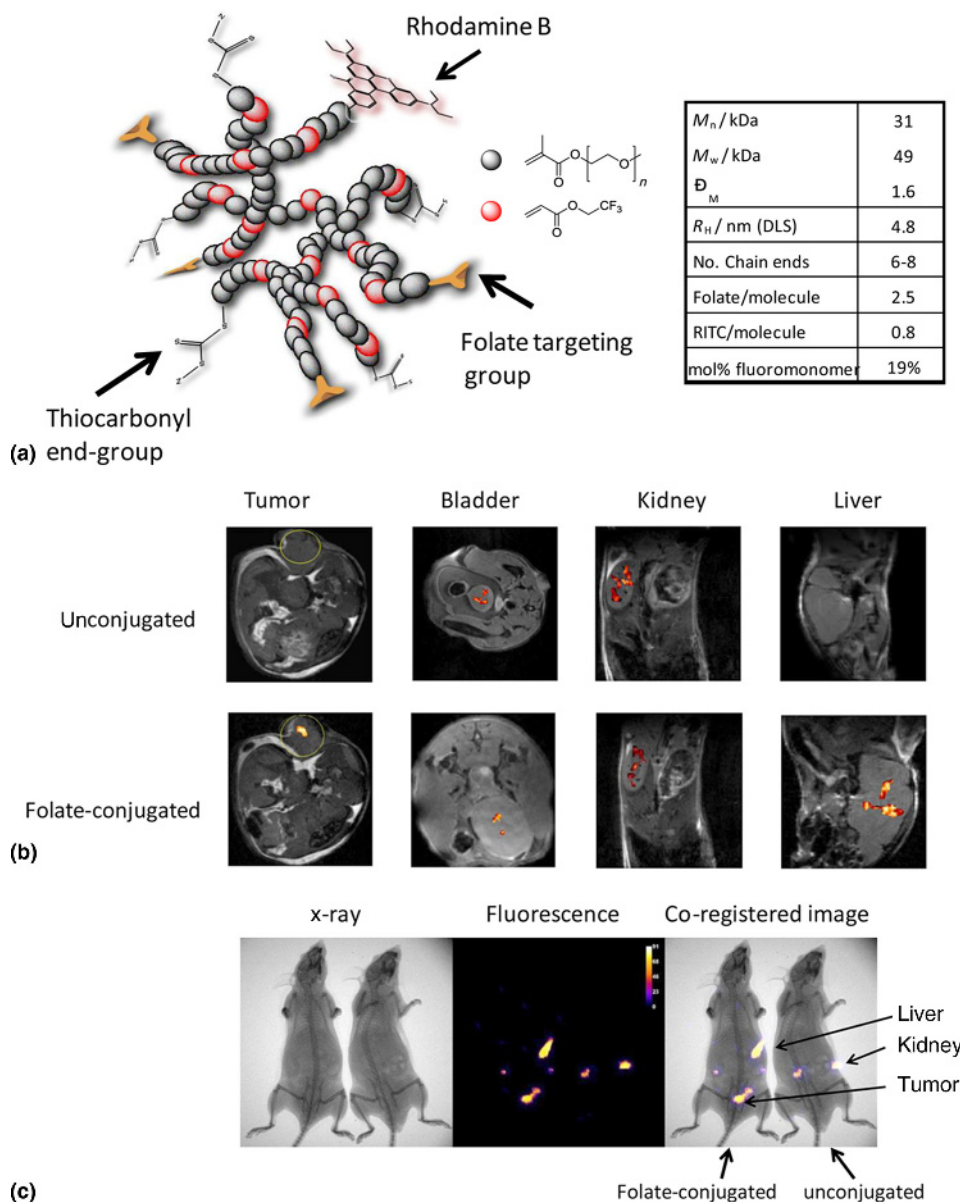 Rhodamine B
O
O
n
O
O
O
CF3
Folate targeting
group
Thiocarbonyl
end-group
(a)
Mn / kDa 31
Mw / kDa 49
ĐM 1.6
RH / nm (DLS) 4.8
No. Chain ends 6-8
Folate/molecule 2.5
RITC/molecule 0.8
mol% fluoromonomer 19%
Tumor Bladder Kidney Liver
Unconjugated
Folate-conjugated
(b)
x-ray Fluorescence Co-registered image
Liver
Kidney
Tumor
Folate-conjugated unconjugated
(c)